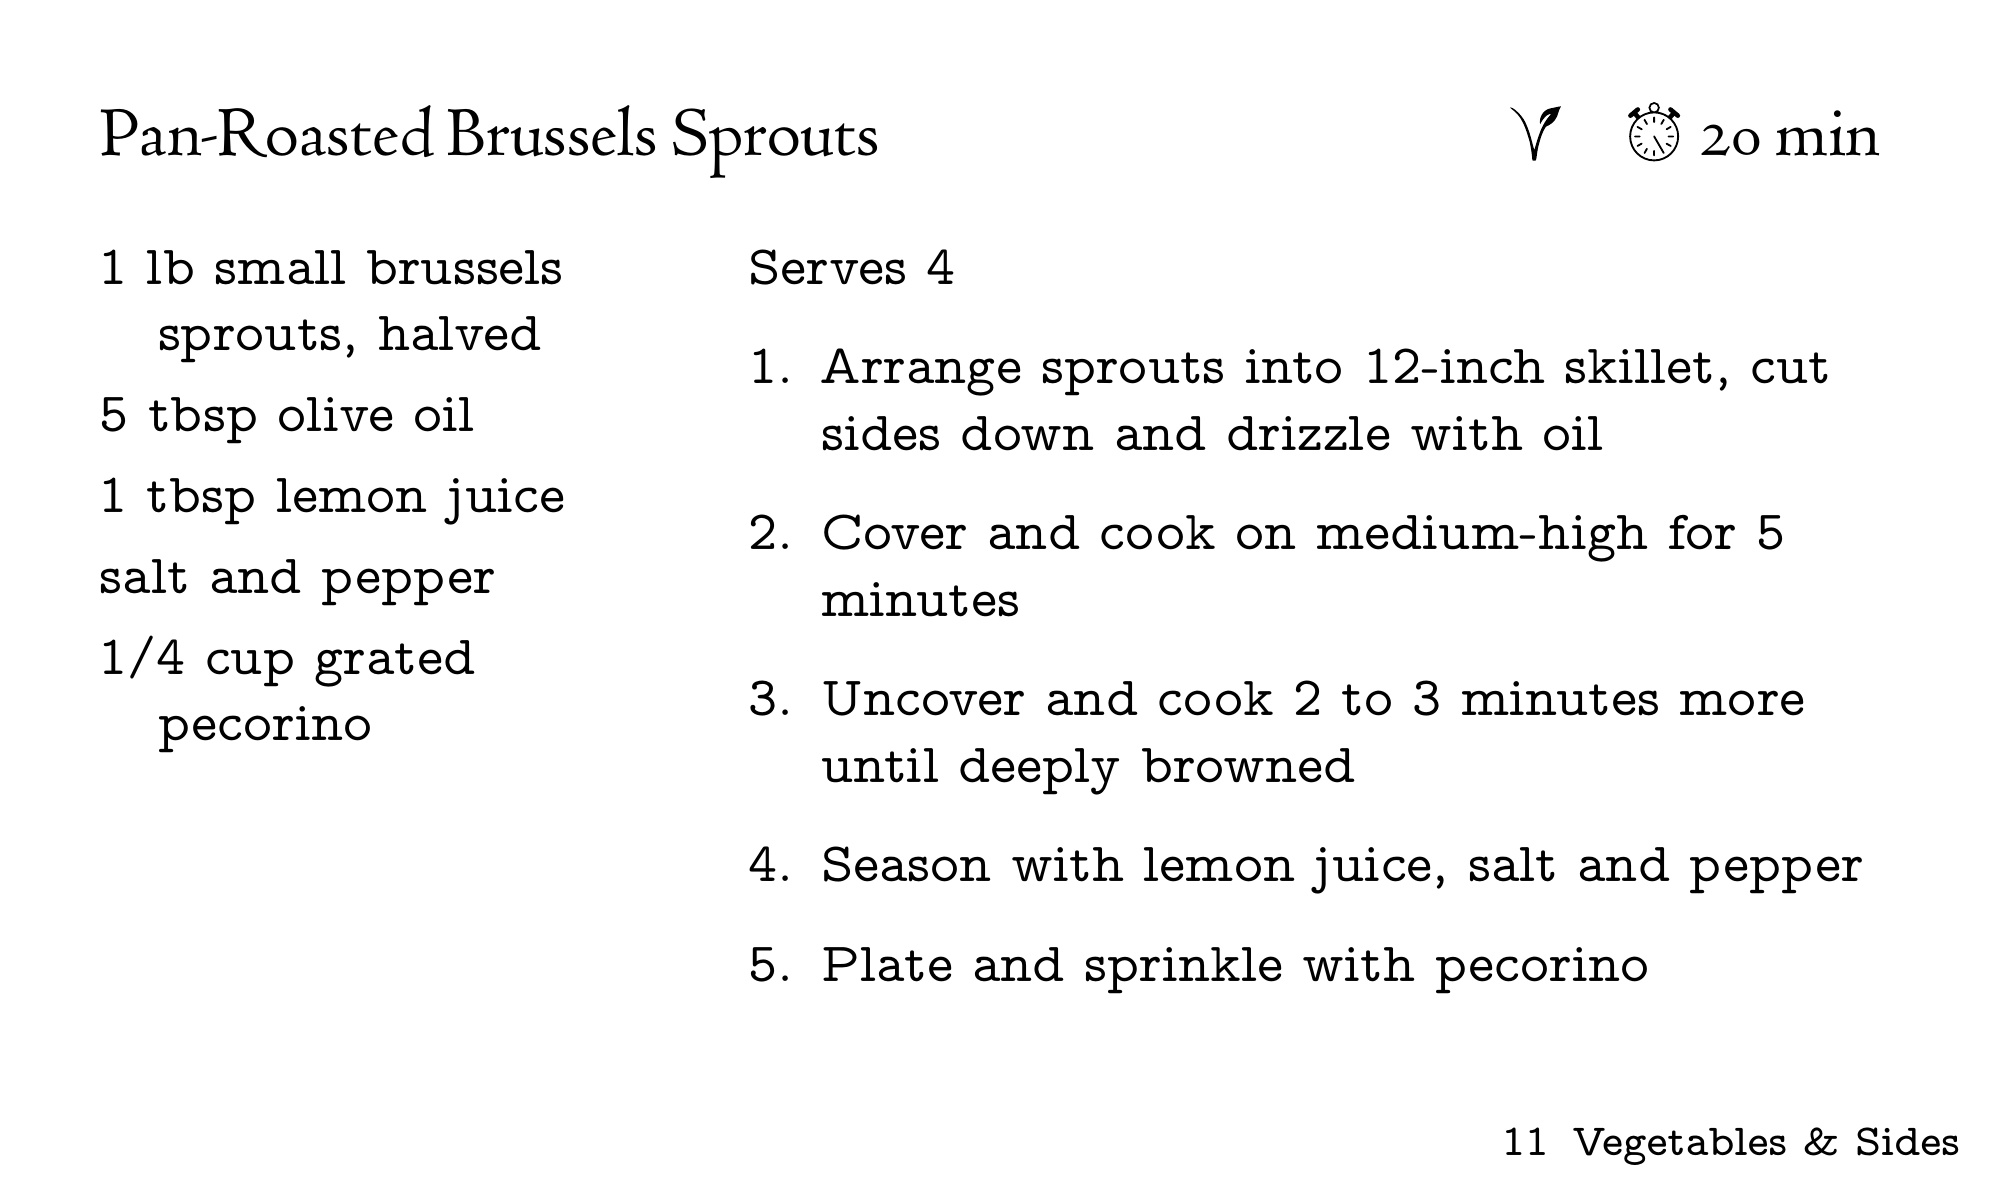 Pan-Roasted Brussels Sprouts
20 min
1 lb small brussels
sprouts, halved
5 tbsp olive oil
1 tbsp lemon juice
salt and pepper
1/4 cup grated
pecorino
Serves 4
1. Arrange sprouts into 12-inch skillet, cut
sides down and drizzle with oil
2. Cover and cook on medium-high for 5
minutes
3. Uncover and cook 2 to 3 minutes more
until deeply browned
4. Season with lemon juice, salt and pepper
5. Plate and sprinkle with pecorino
11 Vegetables & Sides